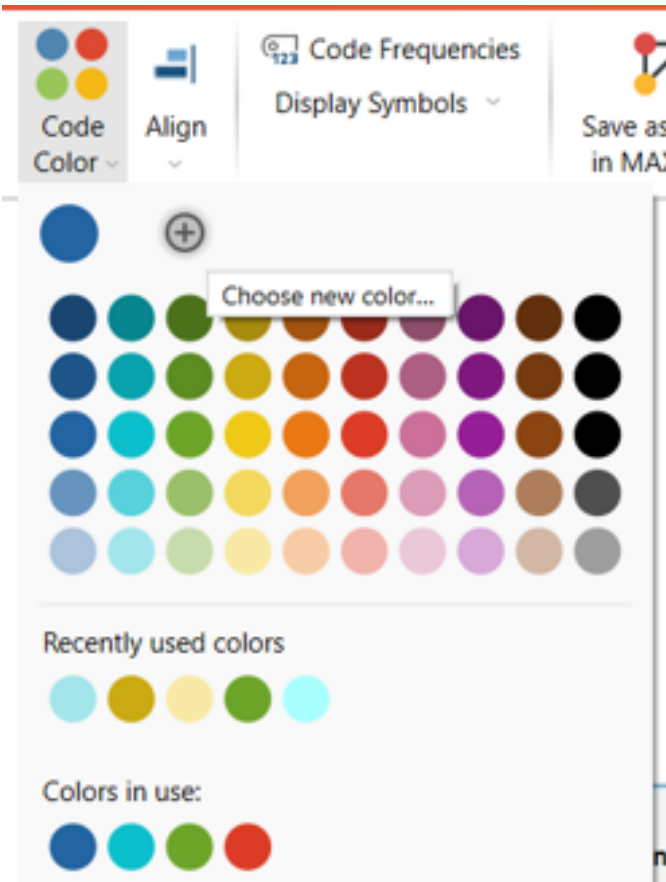 Code
Color
Align
123
Code Frequencies
Display Symbols
Save as
in MAX
Choose new color...
Recently used colors
Colors in use: